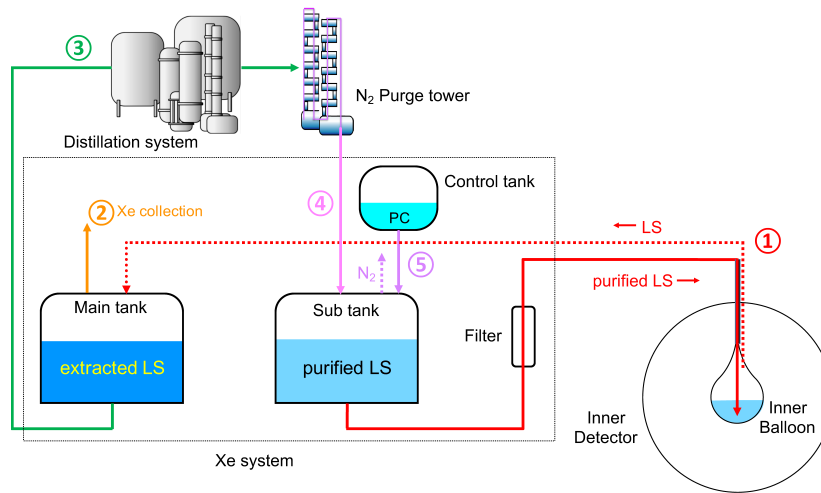 ③
N₂ Purge tower
Distillation system
Control tank
PC
② Xe collection
④
LS
①
⑤
N₂
purified LS
Main tank
Sub tank
Filter
extracted LS
purified LS
Inner
Detector
Inner
Balloon
Xe system